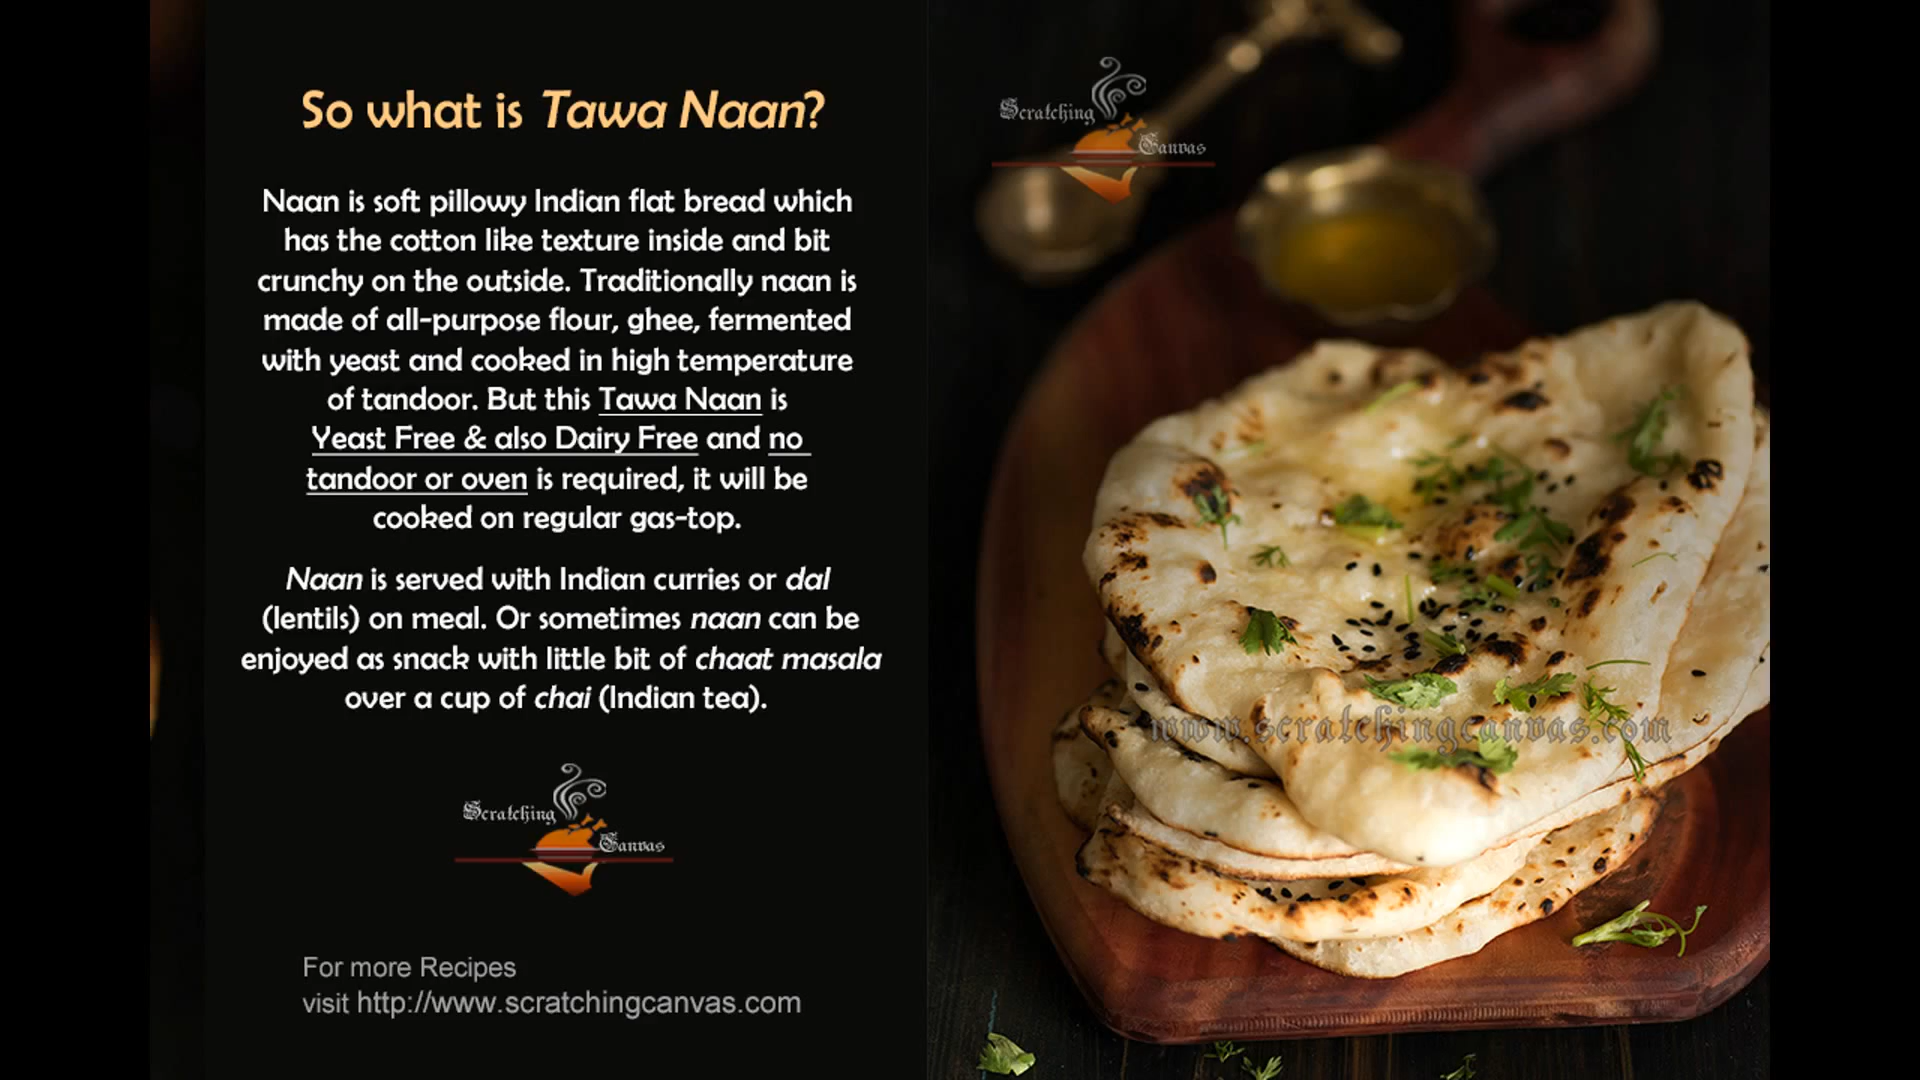 So what is Tawa Naan?
Naan is soft pillowy Indian flat bread which
has the cotton like texture inside and bit
crunchy on the outside. Traditionally naan is
made of all-purpose flour, ghee, fermented
with yeast and cooked in high temperature
of tandoor. But this Tawa Naan is
Yeast Free & also Dairy Free and no
tandoor or oven is required, it will be
cooked on regular gas-top.
Naan is served with Indian curries or dal
(lentils) on meal. Or sometimes naan can be
enjoyed as snack with little bit of chaat masala
over a cup of chai (Indian tea).
Scratching
Canvas
For more Recipes
visit http://www.scratchingcanvas.com
Scratching
Canvas
www.scratchingcanvas.com